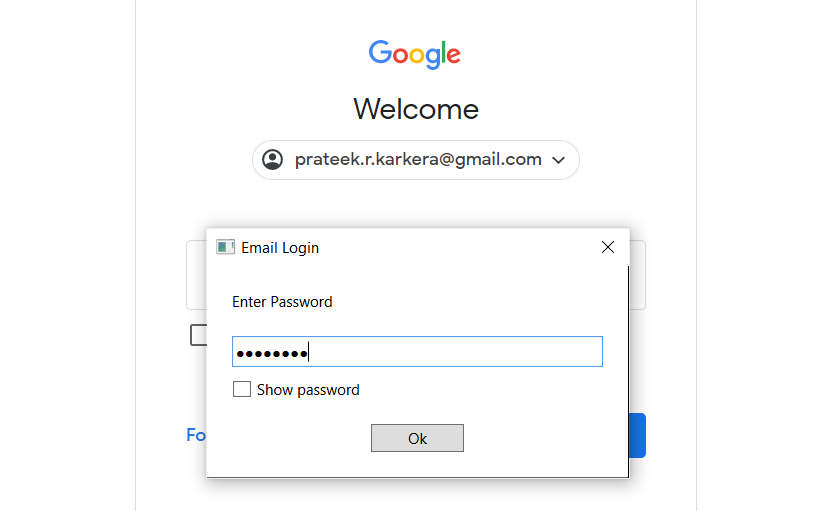 Google
Welcome
prateek.r.karkera@gmail.com
Email Login
Enter Password
••••••••
Show password
Fo
Ok